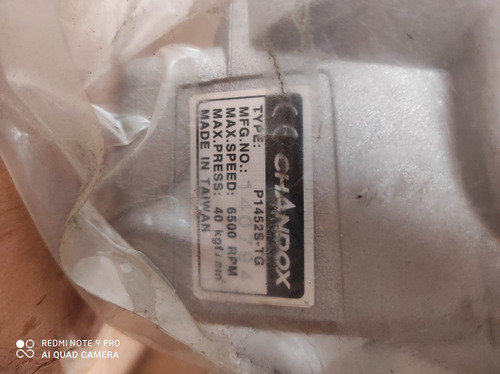 CE CHANDOX
TYPE: P1452S-TG
MFG.NO.:
MAX.SPEED: 6500 RPM
MAX.PRESS: 40 kgf/cm²
MADE IN TAIWAN
REDMI NOTE 9 PRO
AI QUAD CAMERA